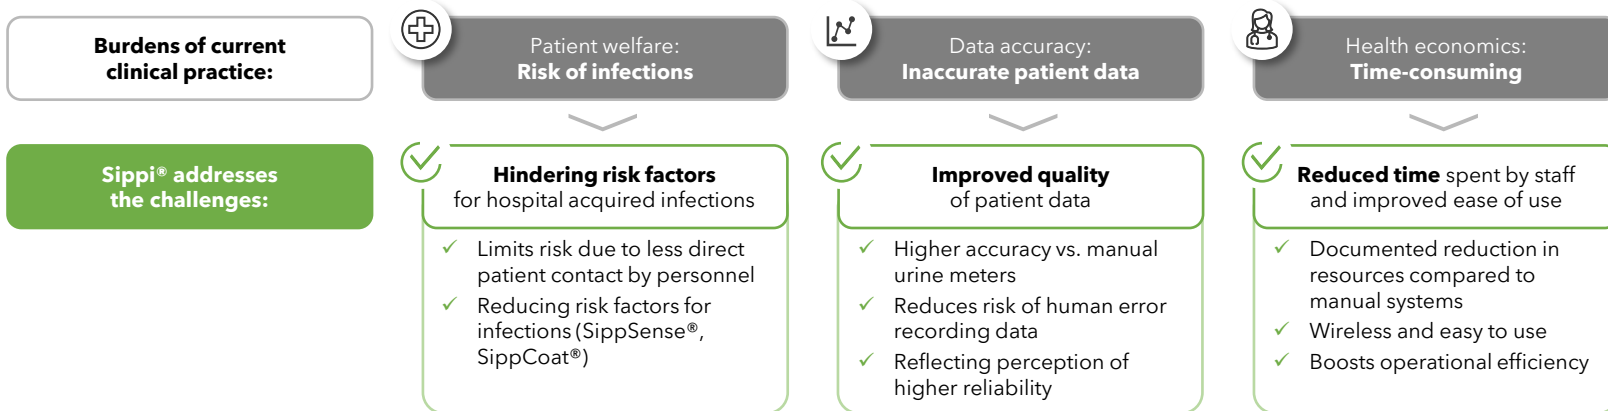 Burdens of current
clinical practice:
Patient welfare:
Risk of infections
Data accuracy:
Inaccurate patient data
Health economics:
Time-consuming
Sippi® addresses
the challenges:
Hindering risk factors
for hospital acquired infections
Limits risk due to less direct
patient contact by personnel
Reducing risk factors for
infections (SippSense®,
SippCoat®)
Improved quality
of patient data
Higher accuracy vs. manual
urine meters
Reduces risk of human error
recording data
Reflecting perception of
higher reliability
Reduced time spent by staff
and improved ease of use
Documented reduction in
resources compared to
manual systems
Wireless and easy to use
Boosts operational efficiency